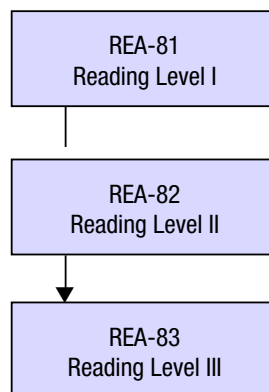 REA-81
Reading Level I
REA-82
Reading Level II
REA-83
Reading Level III